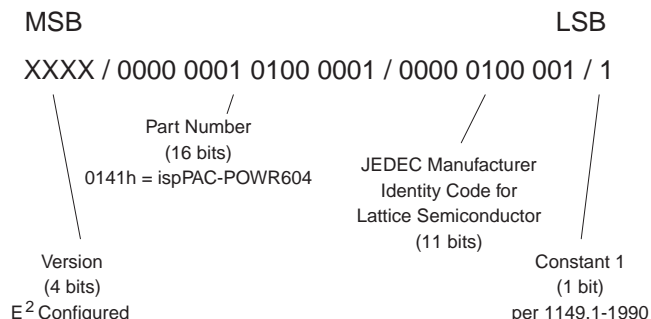 MSB LSB
XXXX / 0000 0001 0100 0001 / 0000 0100 001 / 1
Part Number
(16 bits)
0141h = ispPAC-POWR604
JEDEC Manufacturer
Identity Code for
Lattice Semiconductor
(11 bits)
Version
(4 bits)
E2 Configured
Constant 1
(1 bit)
per 1149.1-1990